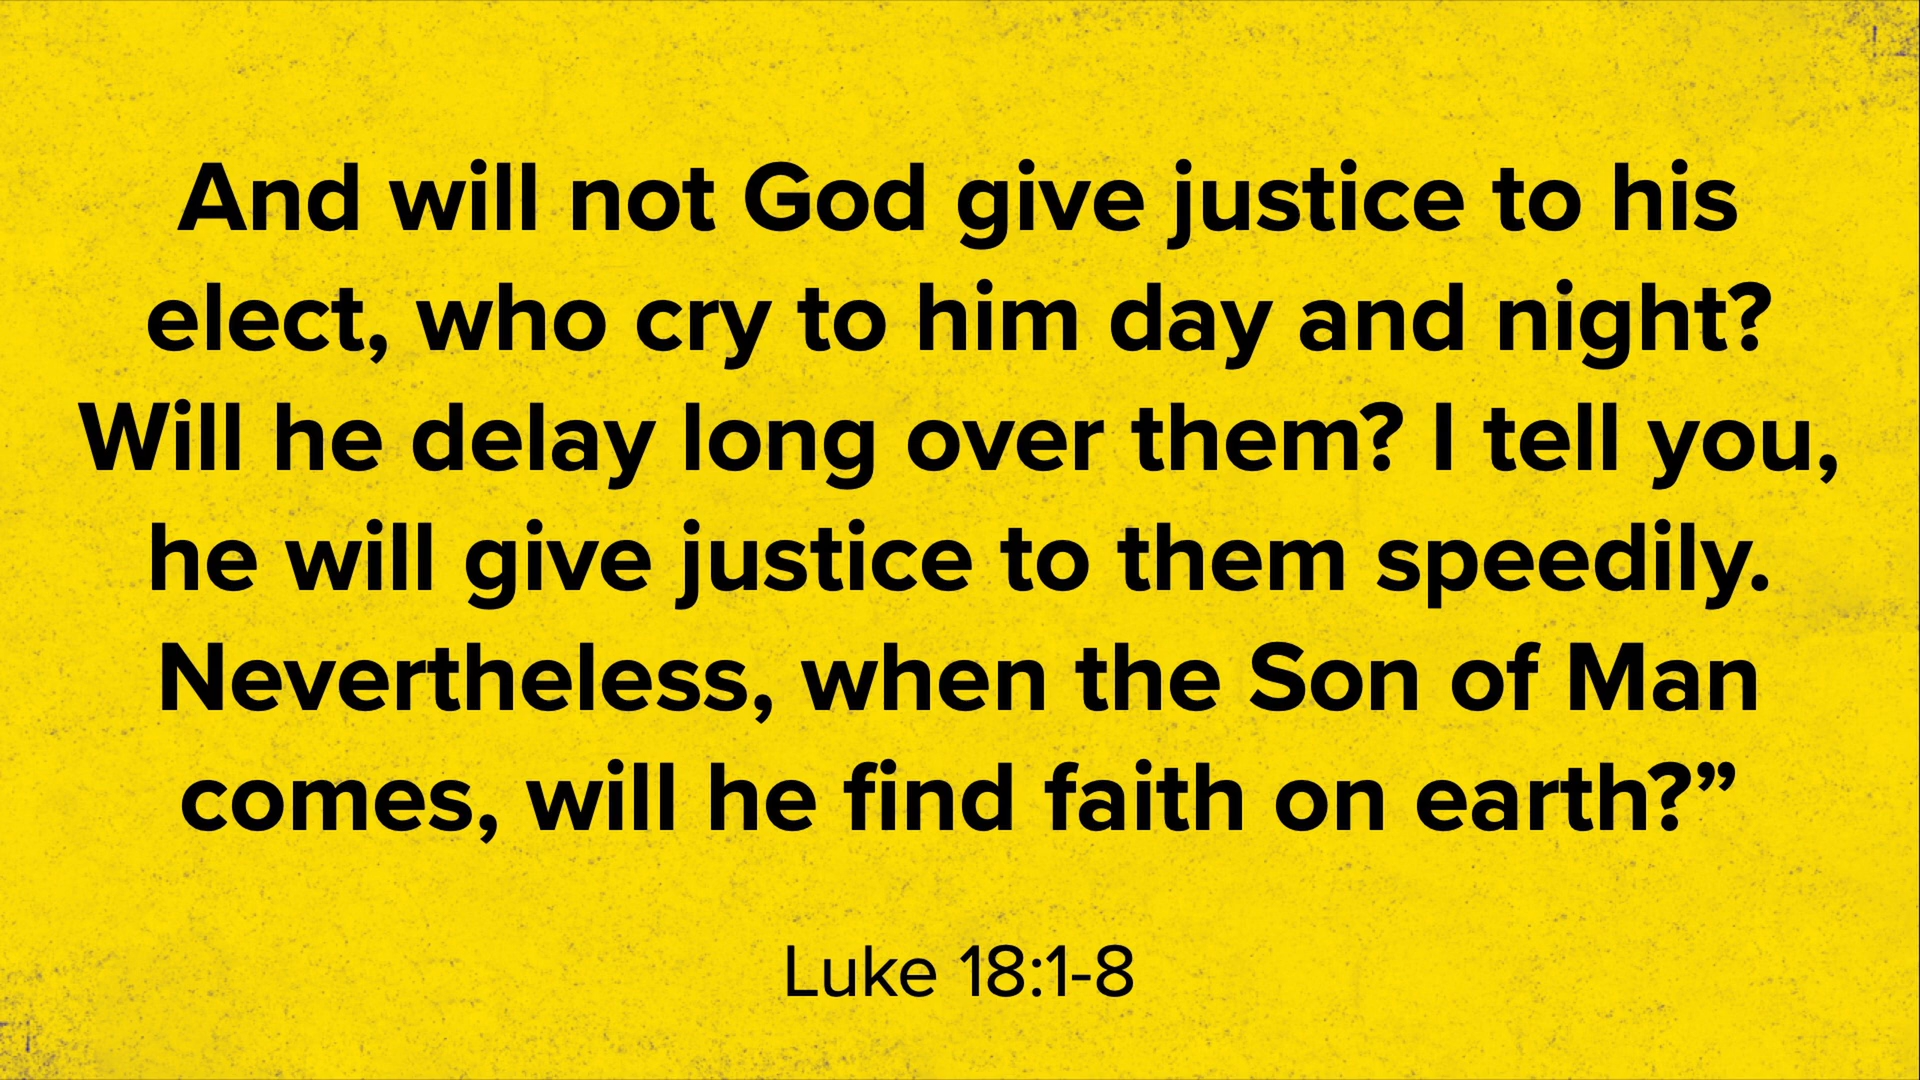 And will not God give justice to his
elect, who cry to him day and night?
Will he delay long over them? I tell you,
he will give justice to them speedily.
Nevertheless, when the Son of Man
comes, will he find faith on earth?”
Luke 18:1-8